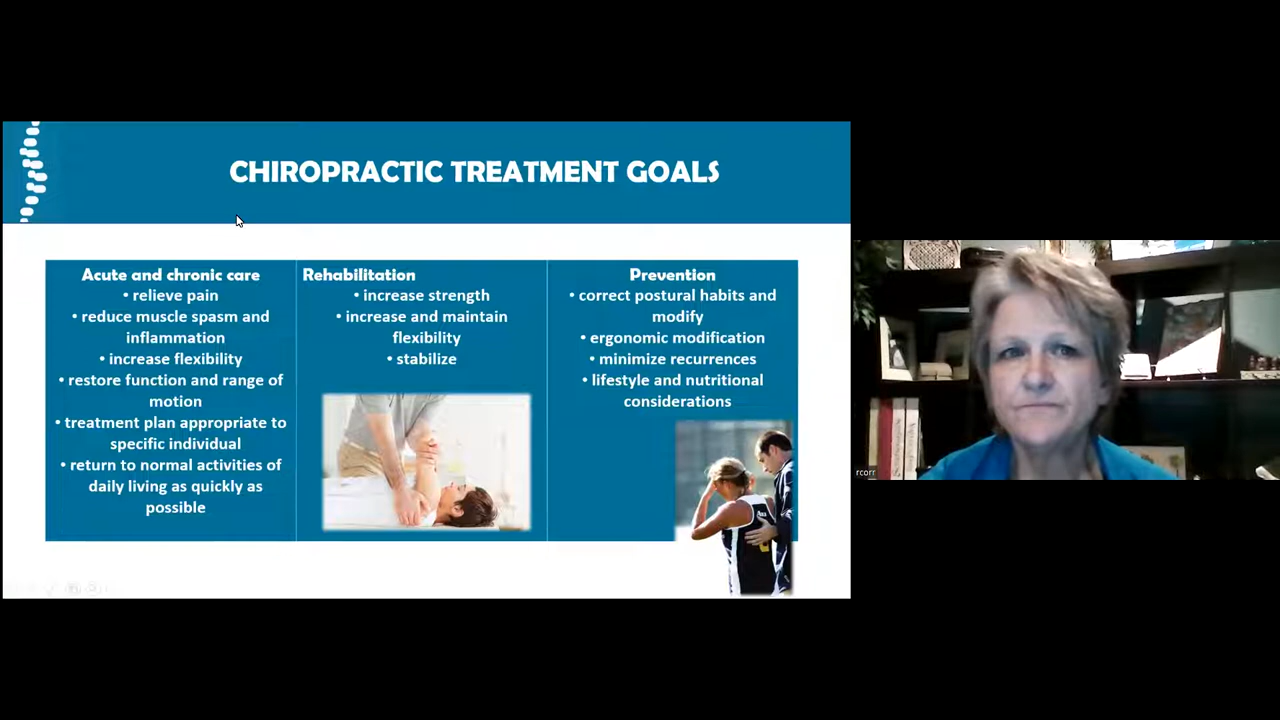 CHIROPRACTIC TREATMENT GOALS
Acute and chronic care
• relieve pain
• reduce muscle spasm and
inflammation
• increase flexibility
• restore function and range of
motion
• treatment plan appropriate to
specific individual
• return to normal activities of
daily living as quickly as
possible
Rehabilitation
• increase strength
• increase and maintain
flexibility
• stabilize
Prevention
• correct postural habits and
modify
• ergonomic modification
• minimize recurrences
• lifestyle and nutritional
considerations
rcorr